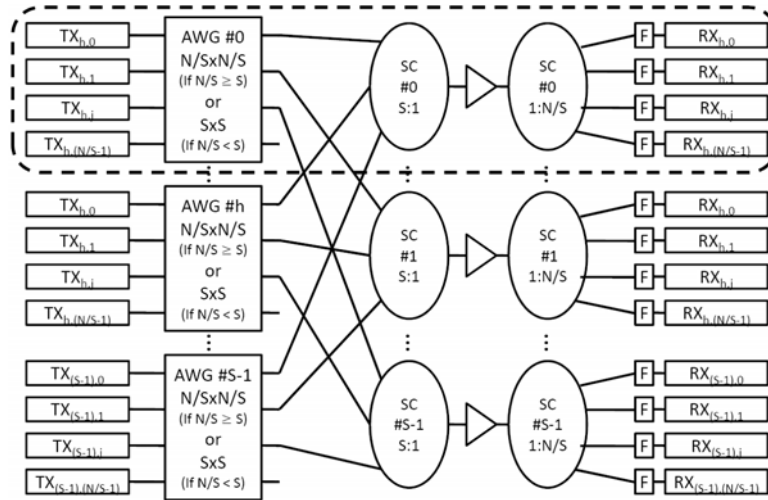 TXh,0
TXh,1
TXh,j
TXh,(N/S-1)
AWG #0
N/SxN/S
(If N/S ≥ S)
or
SxS
(If N/S < S)
SC
#0
S:1
SC
#0
1:N/S
F
RXh,0
F
RXh,1
F
RXh,j
F
RXh,(N/S-1)
TXh,0
TXh,1
TXh,j
TXh,(N/S-1)
AWG #h
N/SxN/S
(If N/S ≥ S)
or
SxS
(If N/S < S)
SC
#1
S:1
SC
#1
1:N/S
F
RXh,0
F
RXh,1
F
RXh,j
F
RXh,(N/S-1)
TX(S-1),0
TX(S-1),1
TX(S-1),j
TX(S-1),(N/S-1)
AWG #S-1
N/SxN/S
(If N/S ≥ S)
or
SxS
(If N/S < S)
SC
#S-1
S:1
SC
#S-1
1:N/S
F
RX(S-1),0
F
RX(S-1),1
F
RX(S-1),j
F
RX(S-1),(N/S-1)